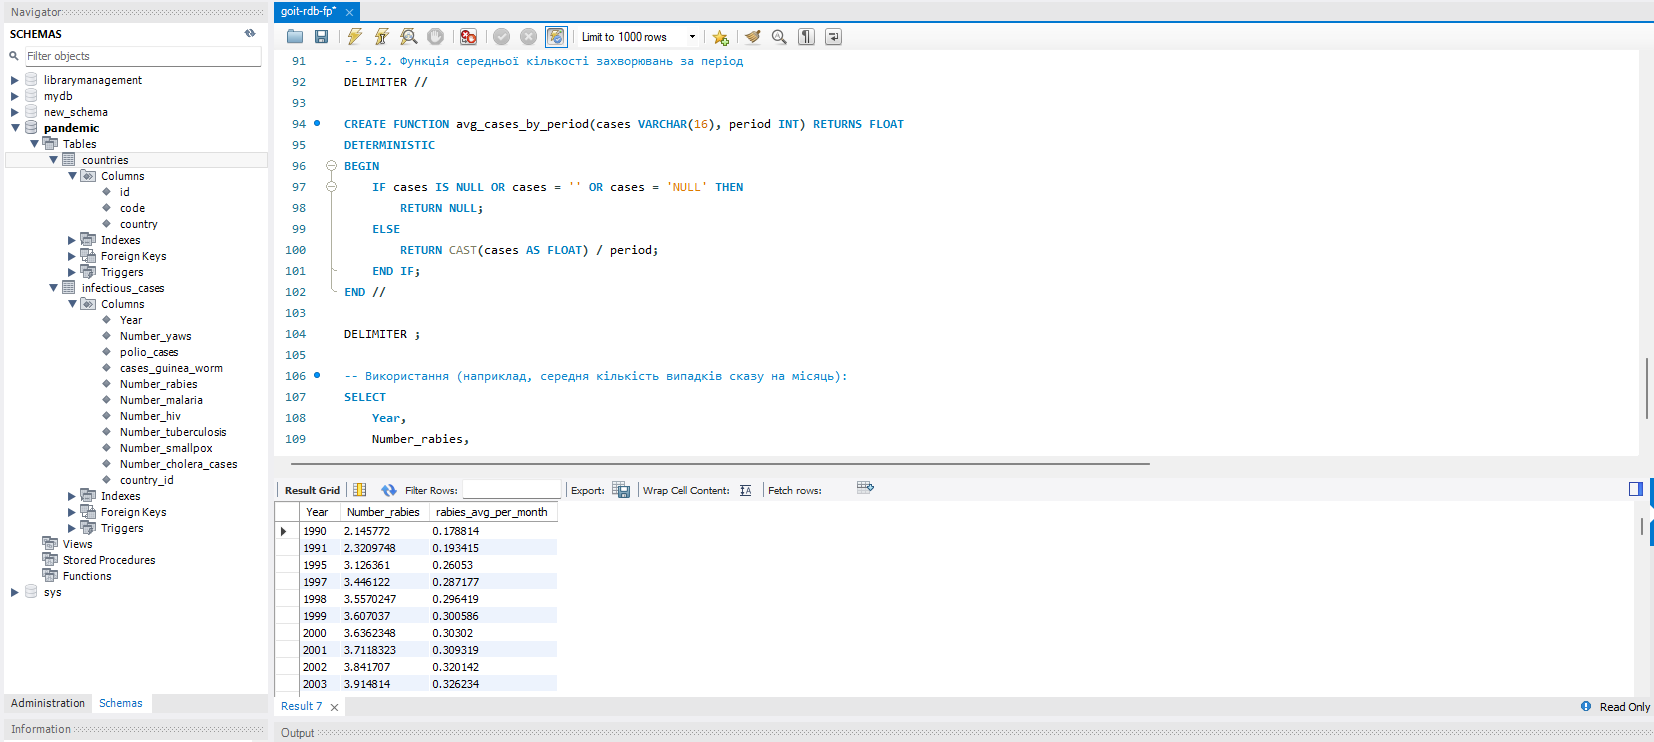 Navigator
SCHEMAS
Filter objects
librarymanagement
mydb
new_schema
pandemic
Tables
countries
Columns
id
code
country
Indexes
Foreign Keys
Triggers
infectious_cases
Columns
Year
Number_yaws
polio_cases
cases_guinea_worm
Number_rabies
Number_malaria
Number_hiv
Number_tuberculosis
Number_smallpox
Number_cholera_cases
country_id
Indexes
Foreign Keys
Triggers
Views
Stored Procedures
Functions
sys
Administration Schemas
Information
goit-rdb-fp*
Limit to 1000 rows
91 -- 5.2. Функція середньої кількості захворювань за період
92 DELIMITER //
93
94 CREATE FUNCTION avg_cases_by_period(cases VARCHAR(16), period INT) RETURNS FLOAT
95 DETERMINISTIC
96 BEGIN
97 IF cases IS NULL OR cases = '' OR cases = 'NULL' THEN
98 RETURN NULL;
99 ELSE
100 RETURN CAST(cases AS FLOAT) / period;
101 END IF;
102 END //
103
104 DELIMITER ;
105
106 -- Використання (наприклад, середня кількість випадків сказу на місяць):
107 SELECT
108 Year,
109 Number_rabies,
Result Grid Filter Rows: Export: Wrap Cell Content: Fetch rows:
Year Number_rabies rabies_avg_per_month
1990 2.145772 0.178814
1991 2.3209748 0.193415
1995 3.126361 0.26053
1997 3.446122 0.287177
1998 3.5570247 0.296419
1999 3.607037 0.300586
2000 3.6362348 0.30302
2001 3.7118323 0.309319
2002 3.841707 0.320142
2003 3.914814 0.326234
Result 7
Read Only
Output